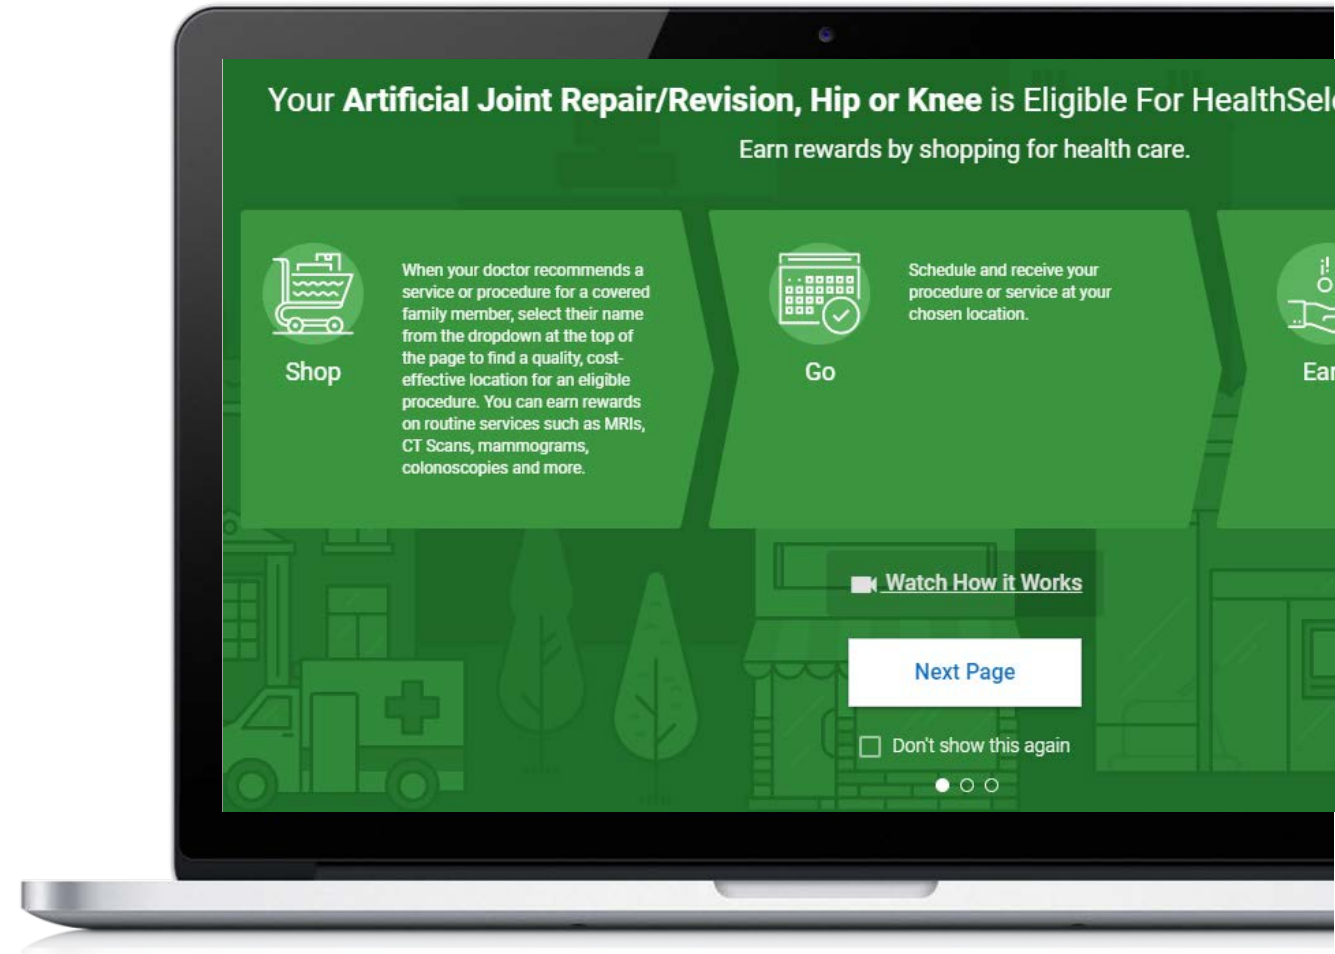 Your Artificial Joint Repair/Revision, Hip or Knee is Eligible For HealthSel
Earn rewards by shopping for health care.
Shop
When your doctor recommends a
service or procedure for a covered
family member, select their name
from the dropdown at the top of
the page to find a quality, cost-
effective location for an eligible
procedure. You can earn rewards
on routine services such as MRIs,
CT Scans, mammograms,
colonoscopies and more.
Go
Schedule and receive your
procedure or service at your
chosen location.
Ear
Watch How it Works
Next Page
Don't show this again